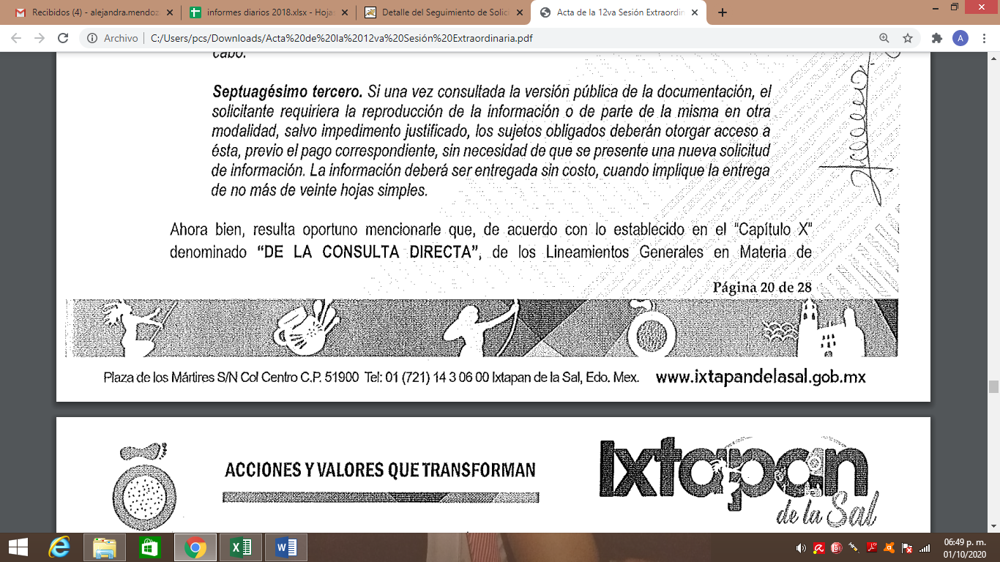 Recibidos (4) - alejandra.mendoz
informes diarios 2018.xlsx - Hoja
Detalle del Seguimiento de Solici
Acta de la 12va Sesión Extraordin
Archivo
C:/Users/pcs/Downloads/Acta%20de%20la%2012va%20Sesión%20Extraordinaria.pdf
A
cabo.
Septuagésimo tercero. Si una vez consultada la versión pública de la documentación, el
solicitante requiriera la reproducción de la información o de parte de la misma en otra
modalidad, salvo impedimento justificado, los sujetos obligados deberán otorgar acceso a
ésta, previo el pago correspondiente, sin necesidad de que se presente una nueva solicitud
de información. La información deberá ser entregada sin costo, cuando implique la entrega
de no más de veinte hojas simples.
Ahora bien, resulta oportuno mencionarle que, de acuerdo con lo establecido en el "Capítulo X"
denominado “DE LA CONSULTA DIRECTA”, de los Lineamientos Generales en Materia de
Página 20 de 28
Plaza de los Mártires S/N Col Centro C.P. 51900 Tel: 01 (721) 14 3 06 00 Ixtapan de la Sal, Edo. Mex. www.ixtapandelasal.gob.mx
ACCIONES Y VALORES QUE TRANSFORMAN
Ixtapan
de la Sal
06:49 p. m.
01/10/2020